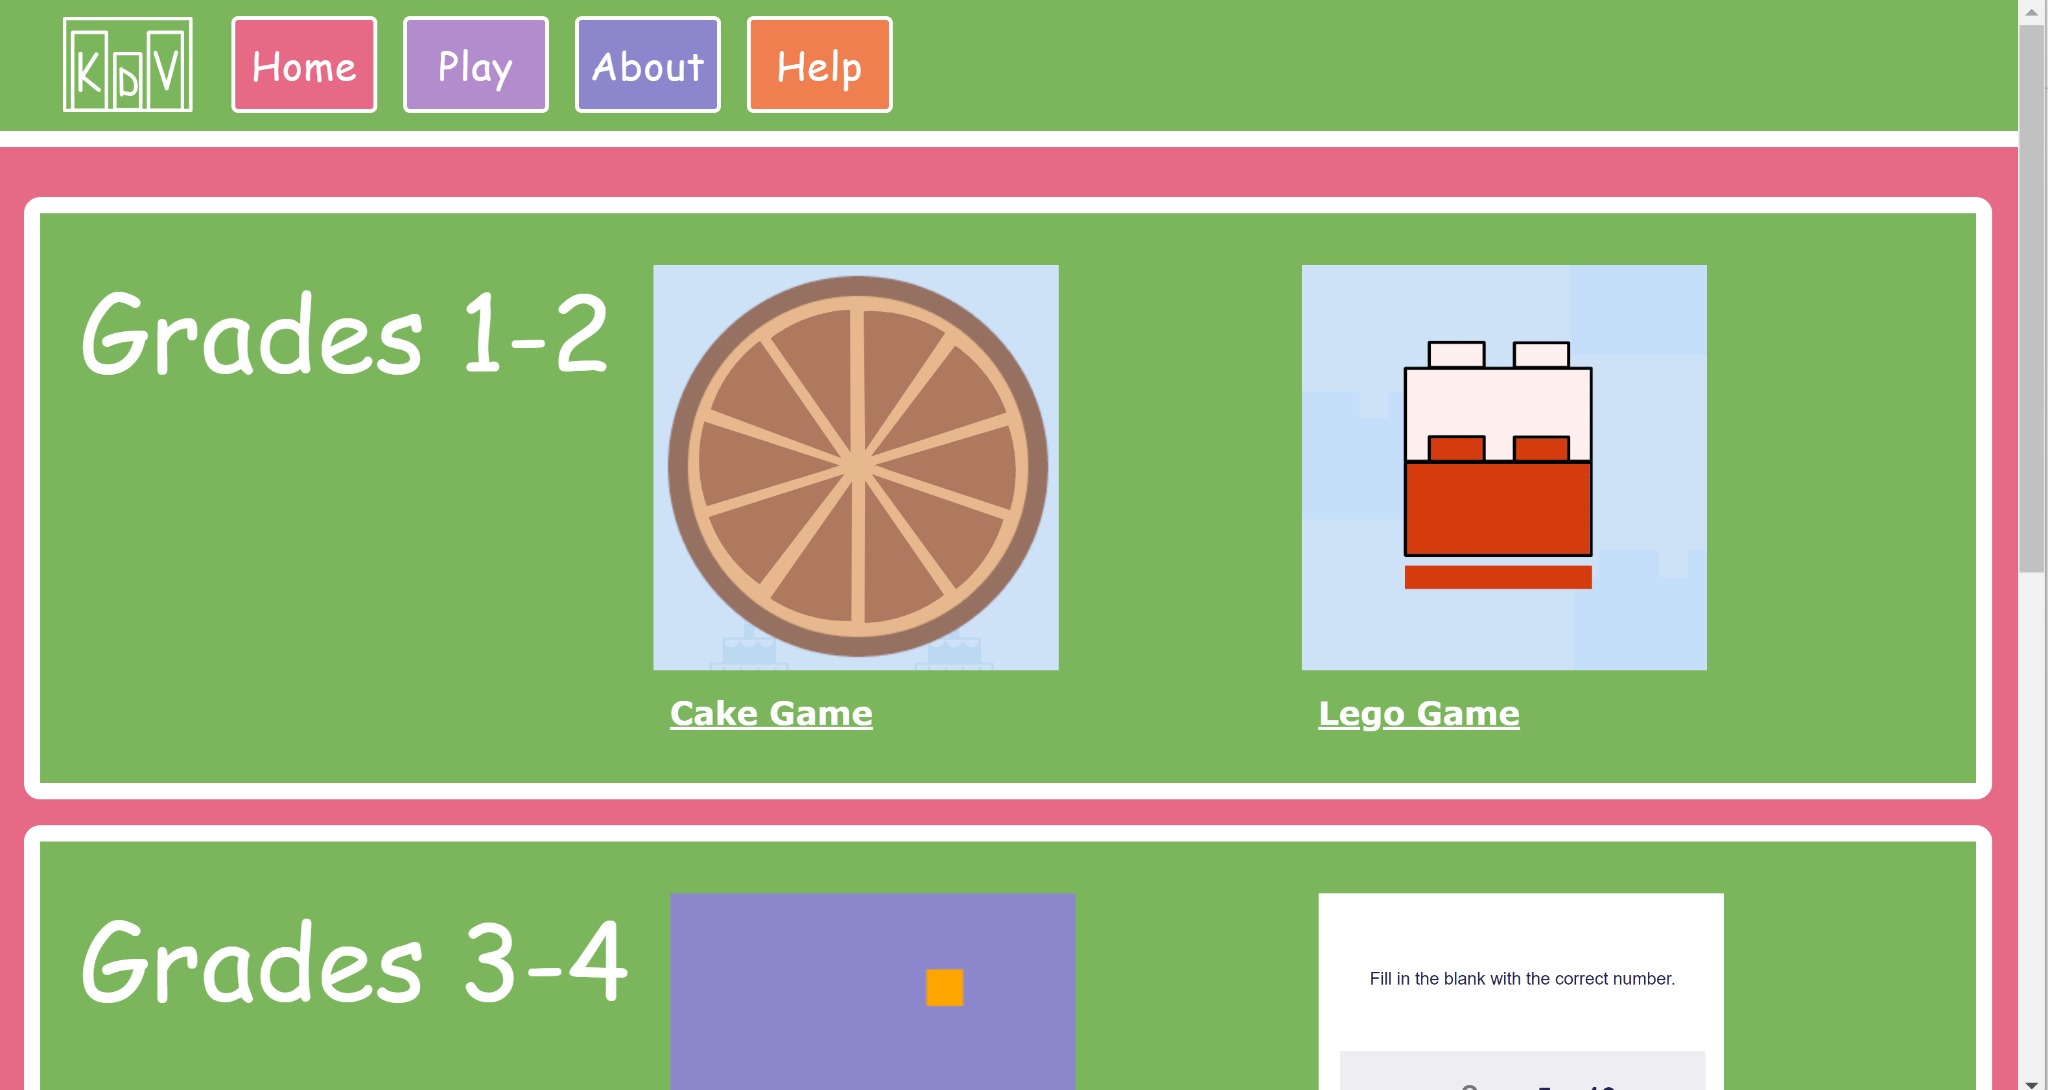 KDV
Home
Play
About
Help
Grades 1-2
Cake Game
Lego Game
Grades 3-4
Fill in the blank with the correct number.